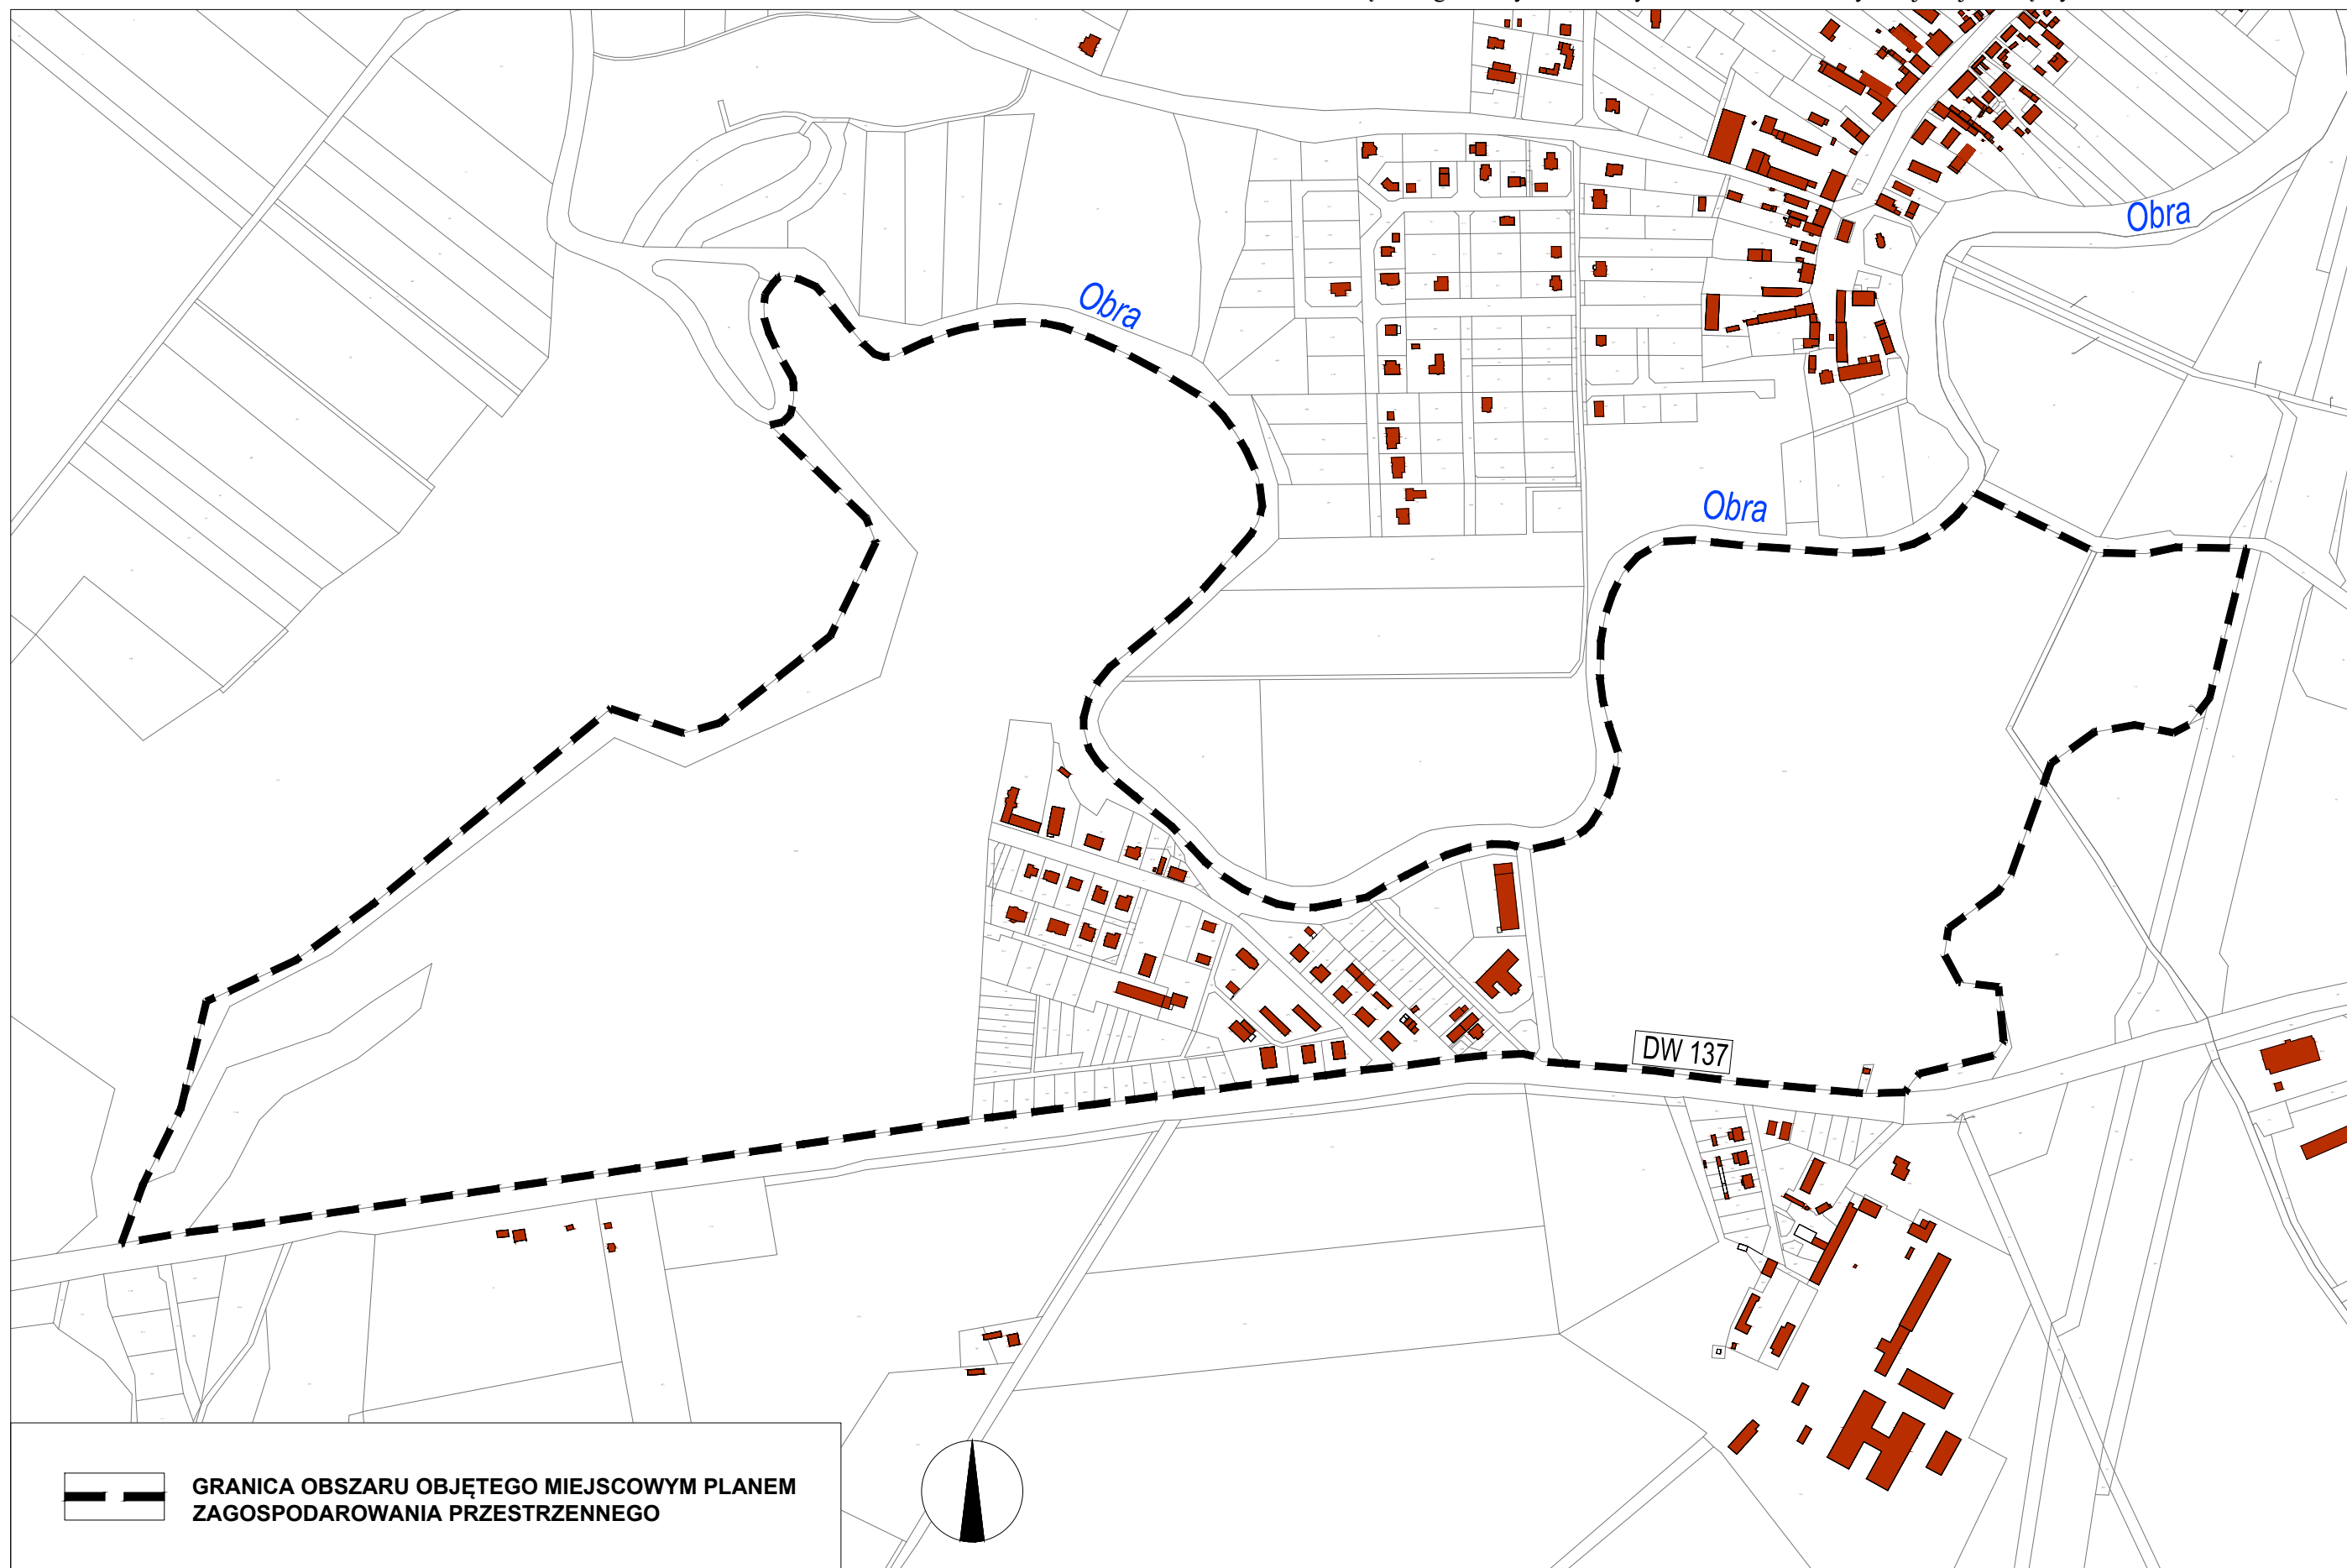 Obra
Obra
Obra
DW 137
GRANICA OBSZARU OBJĘTEGO MIEJSCOWYM PLANEM
ZAGOSPODAROWANIA PRZESTRZENNEGO